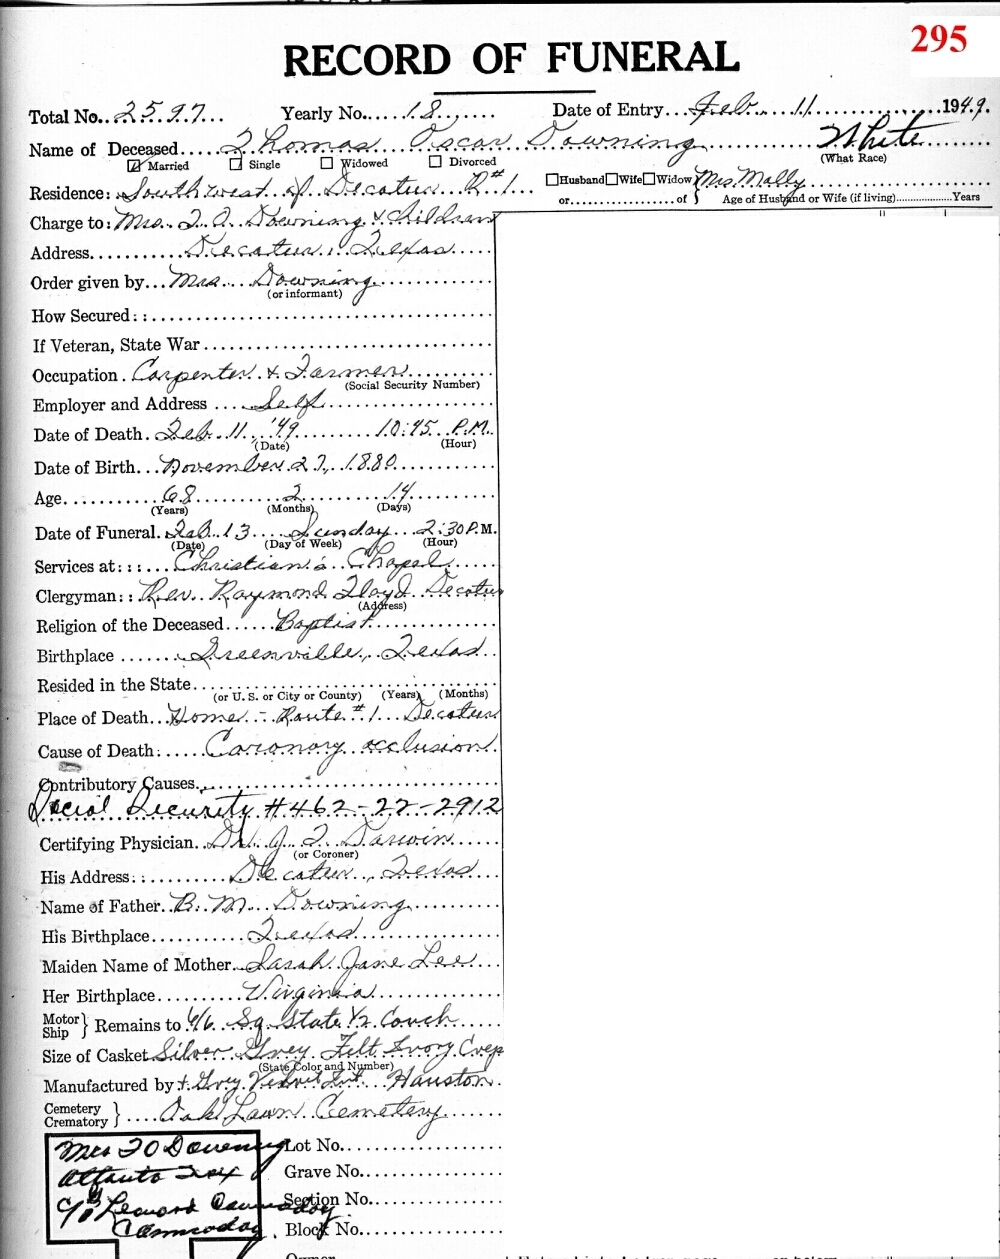 295
RECORD OF FUNERAL
Total No. 2597 Yearly No. 18 Date of Entry Feb. 11 1949.
Name of Deceased Thomas Oscar Downing White
(What Race)
☑ Married ☐ Single ☐ Widowed ☐ Divorced
Residence: Southwest of Decatur R#1 ☐Husband☐Wife☐Widow Mrs. Molly
or of Age of Husband or Wife (if living) Years
Charge to: Mrs. T. O. Downing & Children
Address Decatur, Texas
Order given by Mrs. Downing
(or informant)
How Secured::
If Veteran, State War
Occupation. Carpenter & Farmer
(Social Security Number)
Employer and Address Self
Date of Death. Feb. 11, '49 10:45 P.M.
(Date) (Hour)
Date of Birth November 27, 1880
Age 68 2 14
(Years) (Months) (Days)
Date of Funeral. Feb. 13 Sunday 2:30 P.M.
(Date) (Day of Week) (Hour)
Services at::: Christian's Chapel
Clergyman:: Rev. Raymond Floyd Decatur
(Address)
Religion of the Deceased Baptist
Birthplace Greenville, Texas
Resided in the State
(or U. S. or City or County) (Years) (Months)
Place of Death Home - Route #1 Decatur
Cause of Death: Coronary occlusion
Contributory Causes
Social Security # 462-22-2912
Certifying Physician Dr. J. T. Darwin
(or Coroner)
His Address:: Decatur, Texas
Name of Father B. M. Downing
His Birthplace Texas
Maiden Name of Mother Sarah Jane Lee
Her Birthplace Virginia
Motor
Ship } Remains to 6/6 Sq. State 1/2 Couch
Size of Casket Silver Grey Felt Ivory Crep
(State Color and Number)
Manufactured by + Grey Velvet Int. Houston
Cemetery
Crematory } Oak Lawn Cemetery
Mrs T O Downing Lot No.
Tex Grave No.
c/o Leonard Section No.
Block No.
Owner